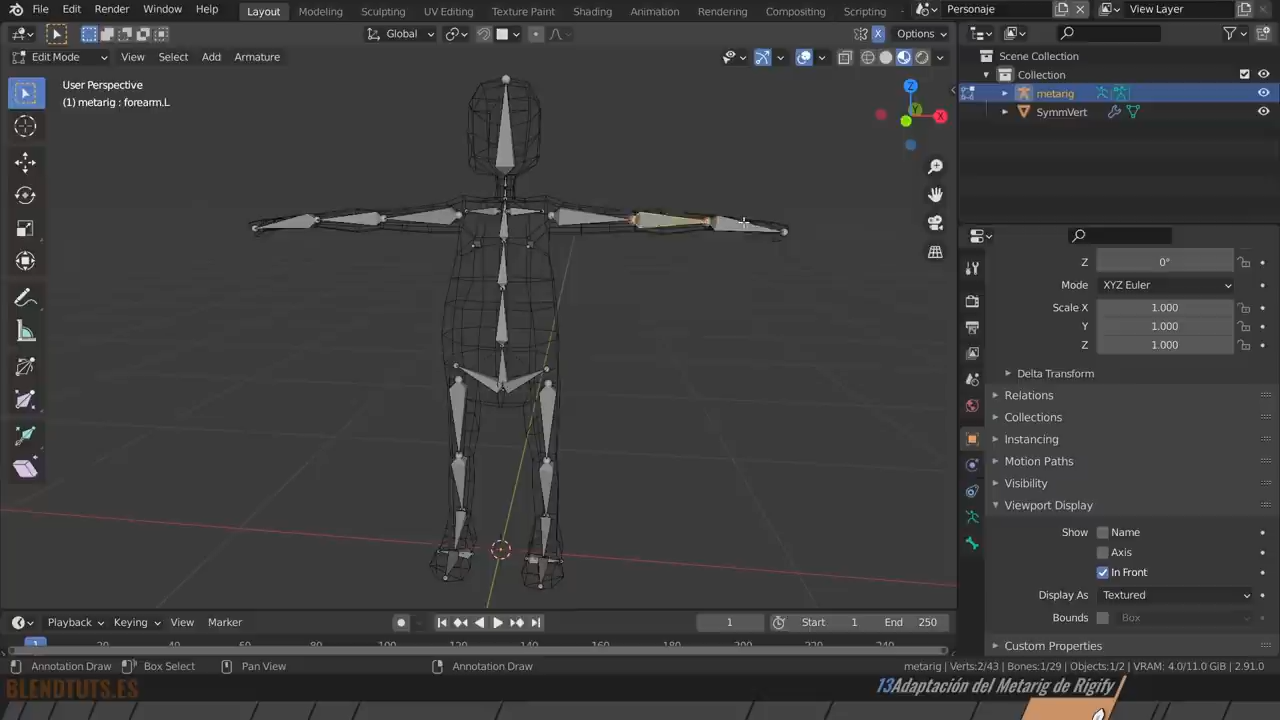 File Edit Render Window Help Layout Modeling Sculpting UV Editing Texture Paint Shading Animation Rendering Compositing Scripting Personaje View Layer
Global Options
Edit Mode View Select Add Armature
User Perspective
(1) metarig : forearm.L
Z
Y
X
Scene Collection
Collection
metarig
SymmVert
Z 0°
Mode XYZ Euler
Scale X 1.000
Y 1.000
Z 1.000
Delta Transform
Relations
Collections
Instancing
Motion Paths
Visibility
Viewport Display
Show Name
Axis
In Front
Display As Textured
Bounds Box
Custom Properties
Playback Keying View Marker 1 Start 1 End 250
1
Annotation Draw Box Select Pan View Annotation Draw metarig | Verts:2/43 | Bones:1/29 | Objects:1/2 | VRAM: 4.0/11.0 GiB | 2.91.0
BLENDTUTS.ES
13Adaptación del Metarig de Rigify